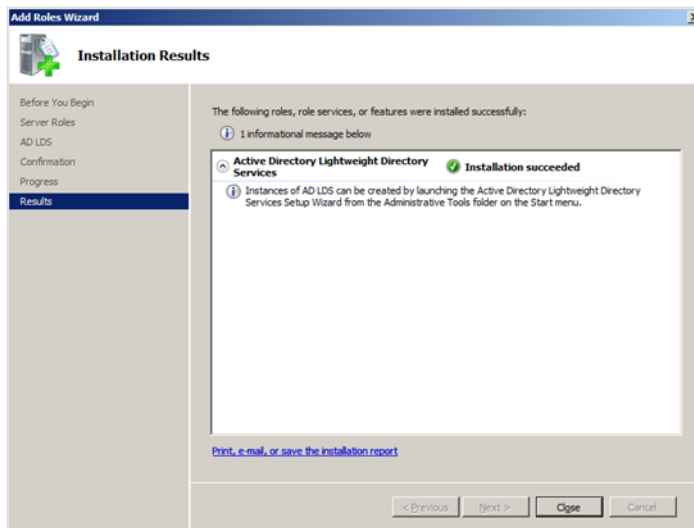 Add Roles Wizard
Installation Results
Before You Begin
Server Roles
AD LDS
Confirmation
Progress
Results
The following roles, role services, or features were installed successfully:
1 informational message below
Active Directory Lightweight Directory
Services
Installation succeeded
Instances of AD LDS can be created by launching the Active Directory Lightweight Directory
Services Setup Wizard from the Administrative Tools folder on the Start menu.
Print, e-mail, or save the installation report
< Previous
Next >
Close
Cancel